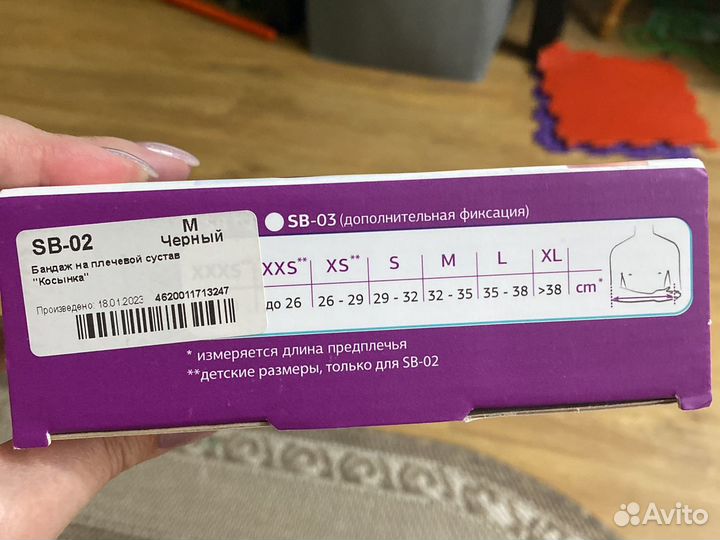 SB-02
M
Черный
Бандаж на плечевой сустав
"Косынка"
Произведено: 18.01.2023 4620011713247
SB-03 (дополнительная фиксация)
XXXS** XXS** XS** S M L XL
до 26 26 - 29 29 - 32 32 - 35 35 - 38 >38 cm*
* измеряется длина предплечья
**детские размеры, только для SB-02
Avito